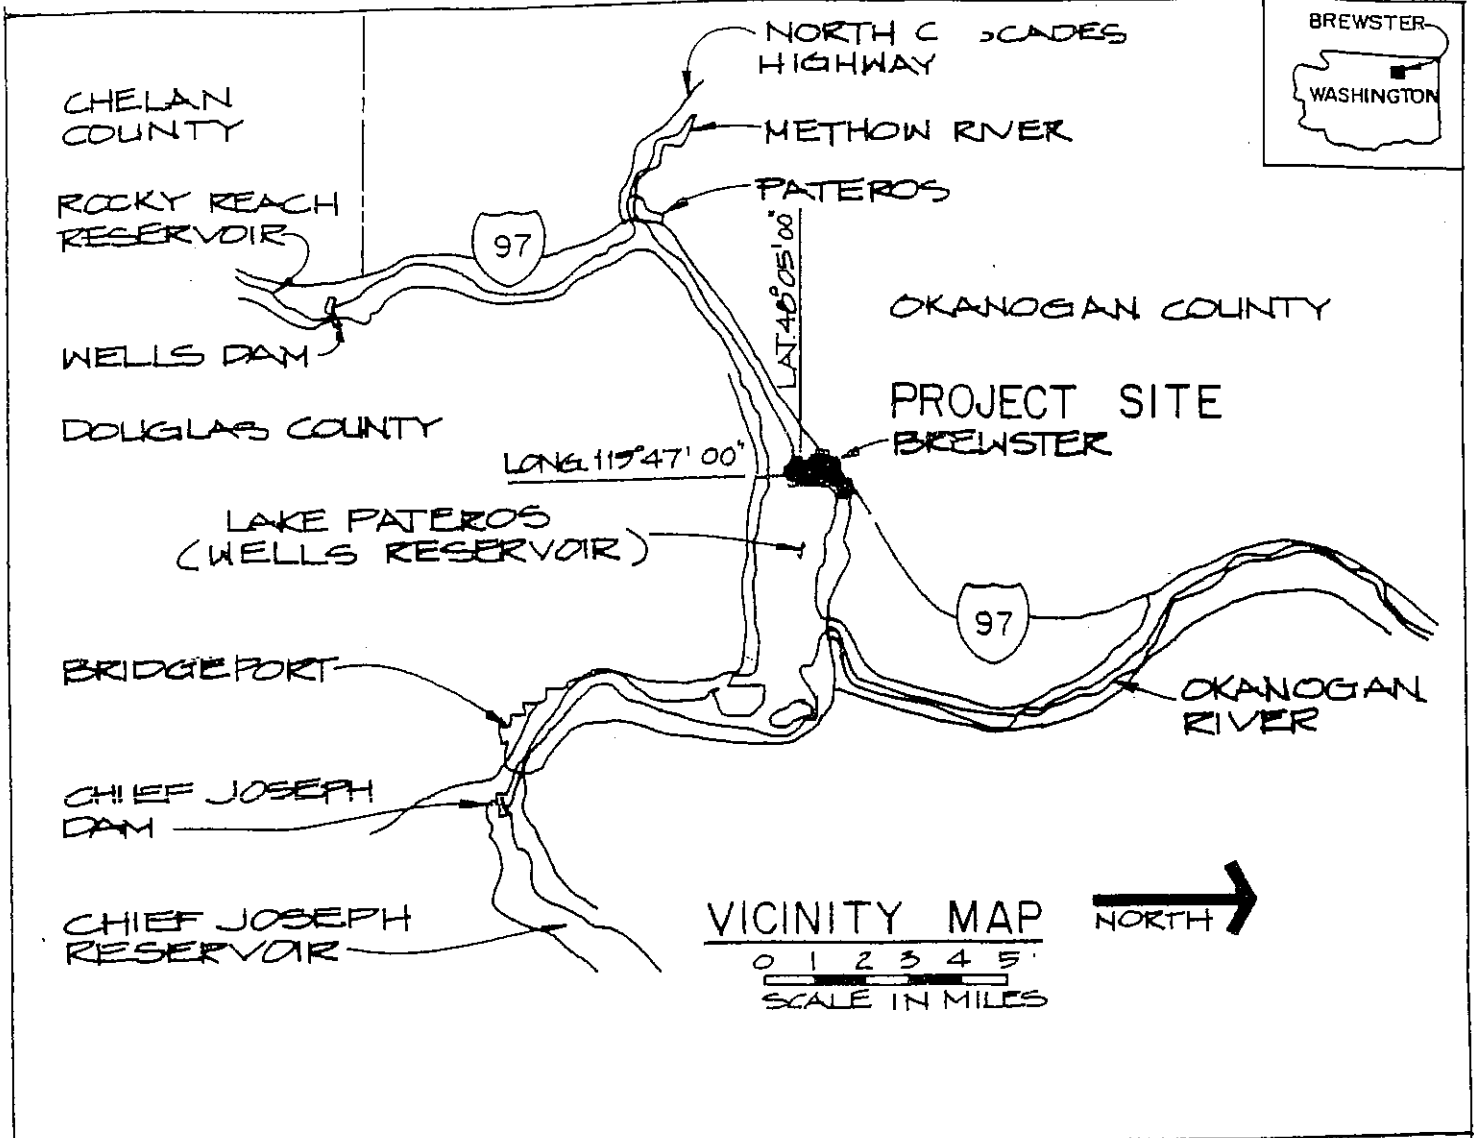 NORTH C SCADES
HIGHWAY
BREWSTER
WASHINGTON
CHELAN
COUNTY
METHOW RIVER
ROCKY REACH
RESERVOIR
PATEROS
97
LAT. 48°05'00"
OKANOGAN COUNTY
WELLS DAM
PROJECT SITE
BREWSTER
DOUGLAS COUNTY
LONG. 119°47'00"
LAKE PATEROS
(WELLS RESERVOIR)
97
BRIDGEPORT
OKANOGAN
RIVER
CHIEF JOSEPH
DAM
CHIEF JOSEPH
RESERVOIR
VICINITY MAP
NORTH
0 1 2 3 4 5
SCALE IN MILES